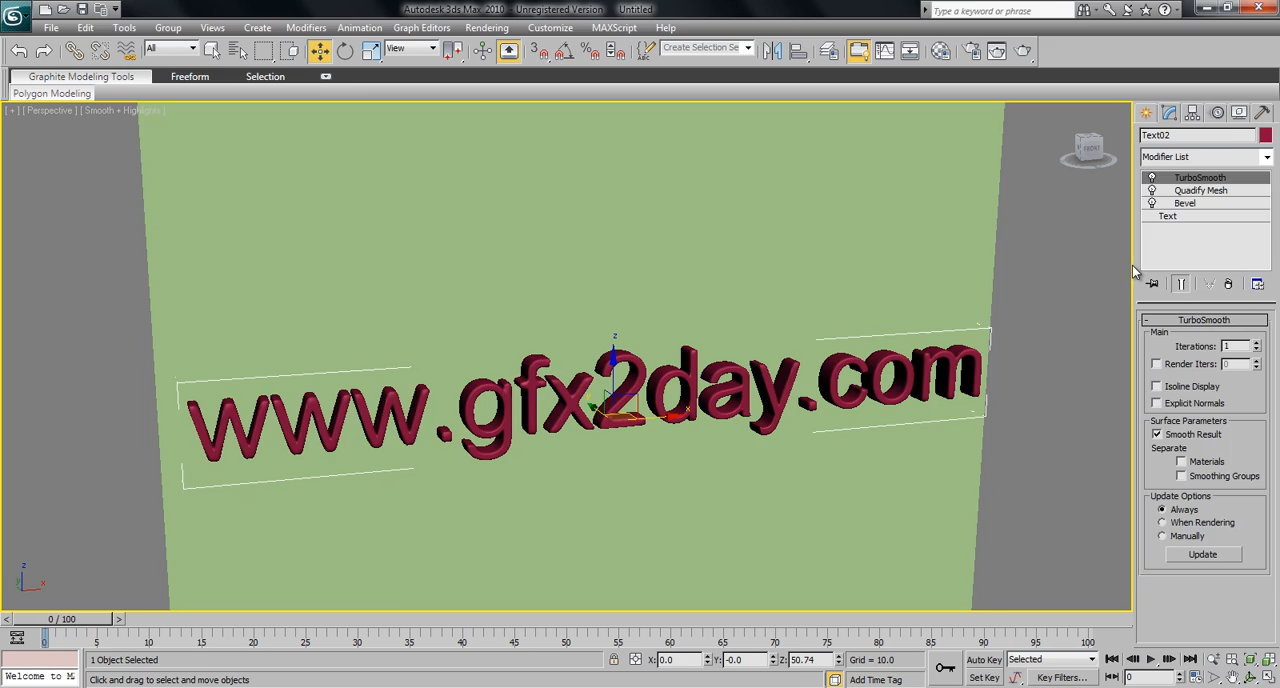 Autodesk 3ds Max 2010 - Unregistered Version Untitled
Type a keyword or phrase
File Edit Tools Group Views Create Modifiers Animation Graph Editors Rendering Customize MAXScript Help
All View 3 Create Selection Se
Graphite Modeling Tools Freeform Selection
Polygon Modeling
[ + ] [ Perspective ] [ Smooth + Highlights ]
FRONT
Text02
Modifier List
TurboSmooth
Quadify Mesh
Bevel
Text
- TurboSmooth
Main
Iterations: 1
Render Iters: 0
Isoline Display
Explicit Normals
Surface Parameters
Smooth Result
Separate
Materials
Smoothing Groups
Update Options
Always
When Rendering
Manually
Update
www.gfx2day.com
z
x
y
z
x
y
< 0 / 100 >
0 5 10 15 20 25 30 35 40 45 50 55 60 65 70 75 80 85 90 95 100
1 Object Selected X: 0.0 Y: -0.0 Z: 50.74 Grid = 10.0 Auto Key Selected
Welcome to M Click and drag to select and move objects Add Time Tag Set Key Key Filters... 0